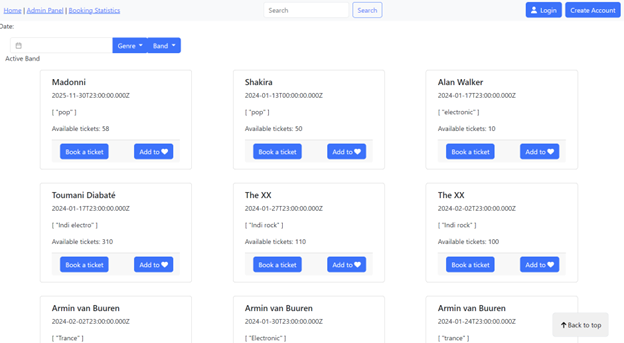 Home | Admin Panel | Booking Statistics
Search
Search
Login
Create Account
Date:
Genre
Band
Active Band
Madonni
2025-11-30T23:00:00.000Z
[ "pop" ]
Available tickets: 58
Book a ticket
Add to
Shakira
2024-01-13T00:00:00.000Z
[ "pop" ]
Available tickets: 50
Book a ticket
Add to
Alan Walker
2024-01-17T23:00:00.000Z
[ "electronic" ]
Available tickets: 10
Book a ticket
Add to
Toumani Diabaté
2024-01-17T23:00:00.000Z
[ "Indi electro" ]
Available tickets: 310
Book a ticket
Add to
The XX
2024-01-27T23:00:00.000Z
[ "Indi rock" ]
Available tickets: 110
Book a ticket
Add to
The XX
2024-02-02T23:00:00.000Z
[ "Indi rock" ]
Available tickets: 100
Book a ticket
Add to
Armin van Buuren
2024-02-02T23:00:00.000Z
[ "Trance" ]
Armin van Buuren
2024-01-30T23:00:00.000Z
[ "Electronic" ]
Armin van Buuren
2024-01-24T23:00:00.000Z
[ "trance" ]
Back to top